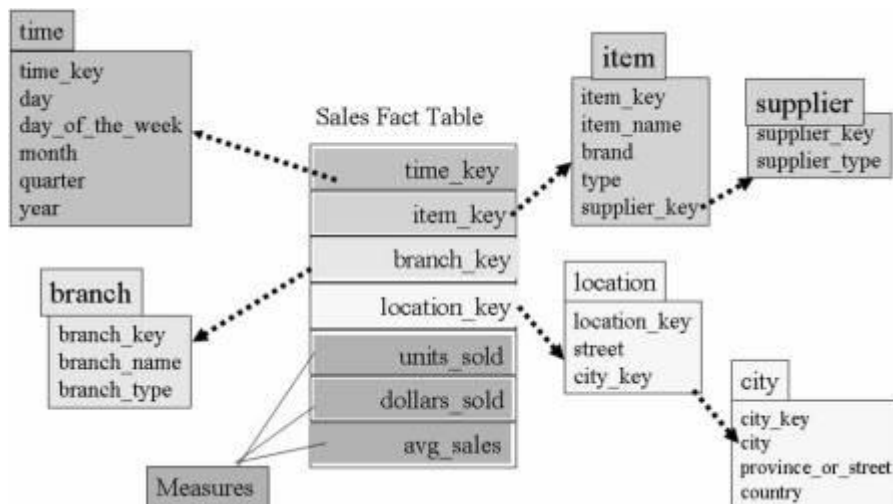 time
time_key
day
day_of_the_week
month
quarter
year
Sales Fact Table
time_key
item_key
branch_key
location_key
units_sold
dollars_sold
avg_sales
Measures
item
item_key
item_name
brand
type
supplier_key
supplier
supplier_key
supplier_type
branch
branch_key
branch_name
branch_type
location
location_key
street
city_key
city
city_key
city
province_or_street
country